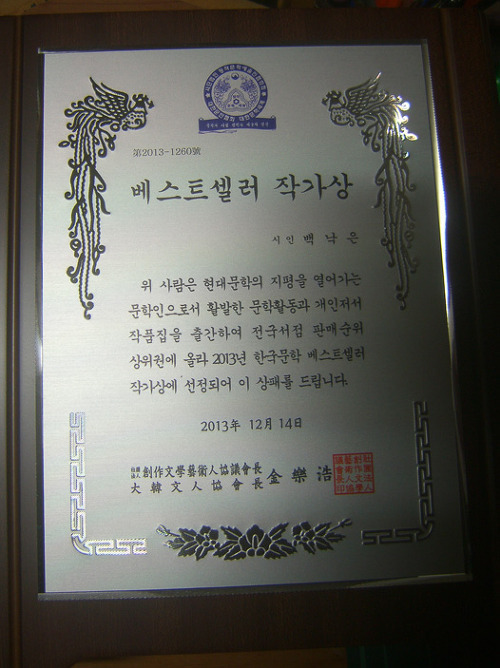 第2013-1260號
베스트셀러 작가상
시인 백 낙 은
위 사람은 현대문학의 지평을 열어가는
문학인으로서 활발한 문학활동과 개인저서
작품집을 출간하여 전국서점 판매순위
상위권에 올라 2013년 한국문학 베스트셀러
작가상에 선정되어 이 상패를 드립니다.
2013年 12月 14日
社團法人 創作文學藝術人協議會長
大韓文人協會長 金樂浩